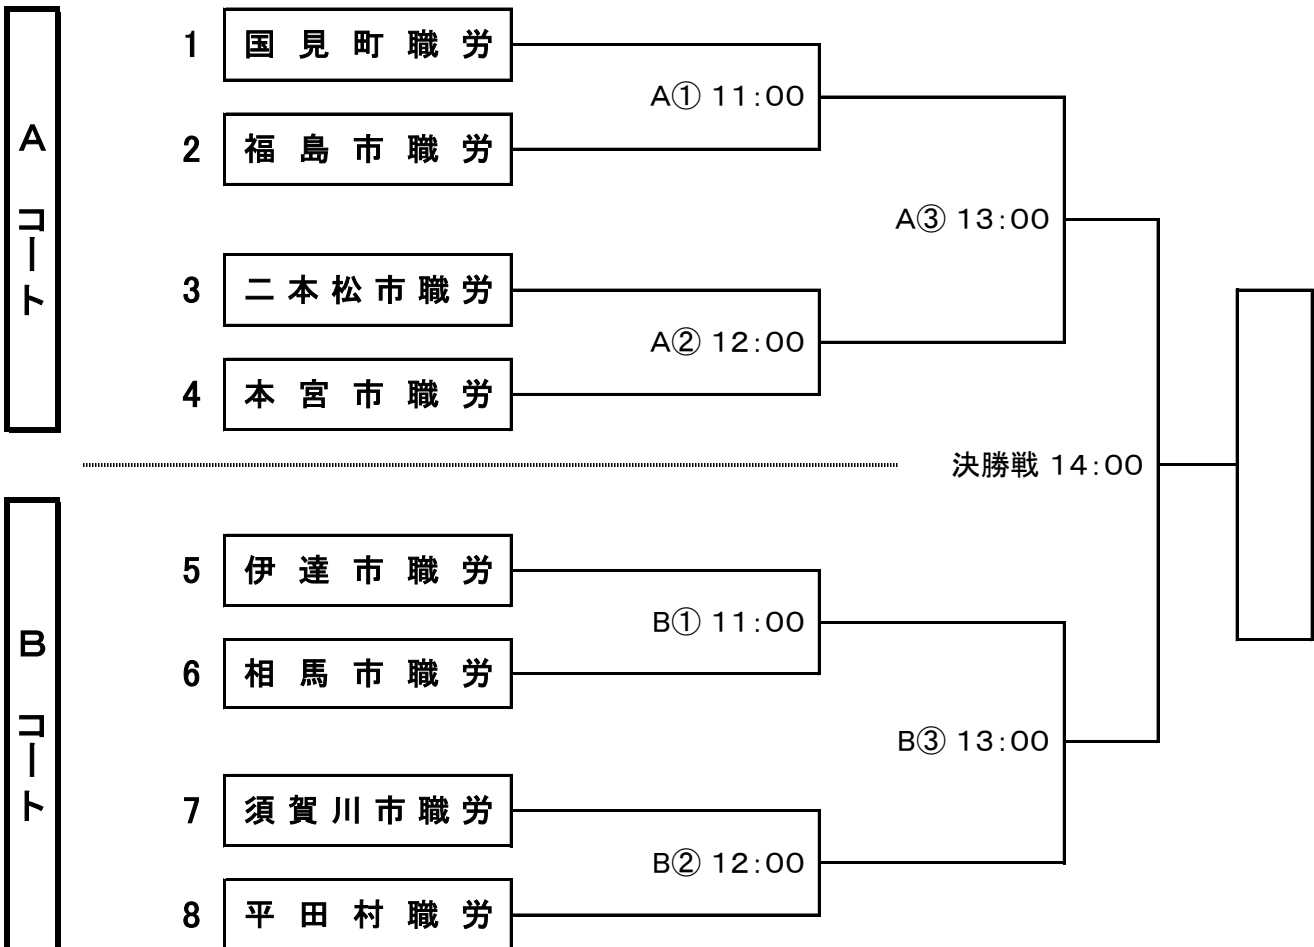 Aコート
1 国見町職労
A① 11:00
2 福島市職労
A③ 13:00
3 二本松市職労
A② 12:00
4 本宮市職労
決勝戦 14:00
Bコート
5 伊達市職労
B① 11:00
6 相馬市職労
B③ 13:00
7 須賀川市職労
B② 12:00
8 平田村職労